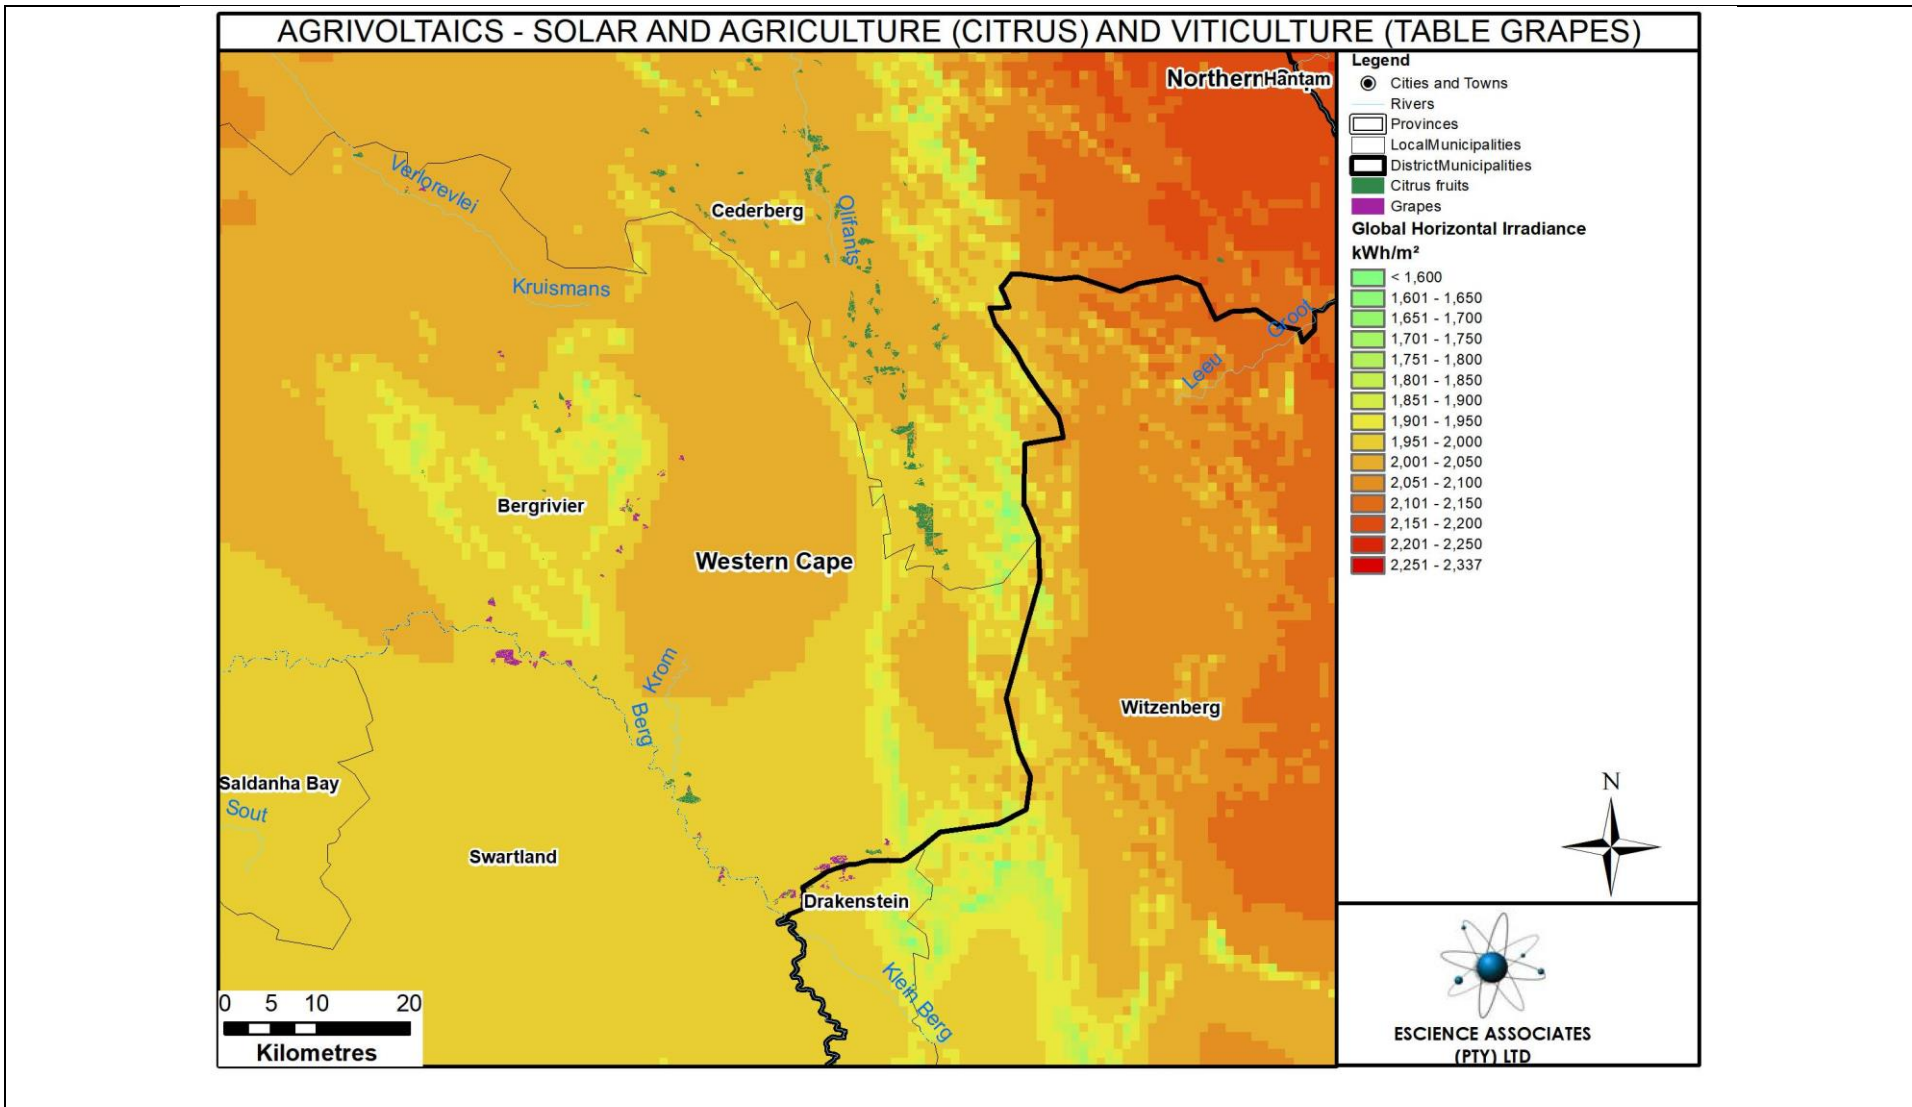 AGRIVOLTAICS - SOLAR AND AGRICULTURE (CITRUS) AND VITICULTURE (TABLE GRAPES)
Northern
Hantam
Verlorevlei
Cederberg
Olifants
Kruismans
Groot
Leeu
Bergrivier
Western Cape
Krom
Berg
Witzenberg
Saldanha Bay
Sout
Swartland
Drakenstein
Klein Berg
0 5 10 20
Kilometres
Legend
Cities and Towns
Rivers
Provinces
LocalMunicipalities
DistrictMunicipalities
Citrus fruits
Grapes
Global Horizontal Irradiance
kWh/m²
< 1,600
1,601 - 1,650
1,651 - 1,700
1,701 - 1,750
1,751 - 1,800
1,801 - 1,850
1,851 - 1,900
1,901 - 1,950
1,951 - 2,000
2,001 - 2,050
2,051 - 2,100
2,101 - 2,150
2,151 - 2,200
2,201 - 2,250
2,251 - 2,337
N
ESCIENCE ASSOCIATES
(PTY) LTD